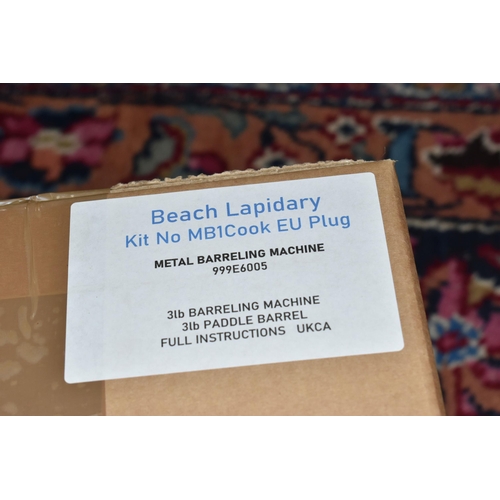 Beach Lapidary
Kit No MB1Cook EU Plug
METAL BARRELING MACHINE
999E6005
3lb BARRELING MACHINE
3lb PADDLE BARREL
FULL INSTRUCTIONS UKCA